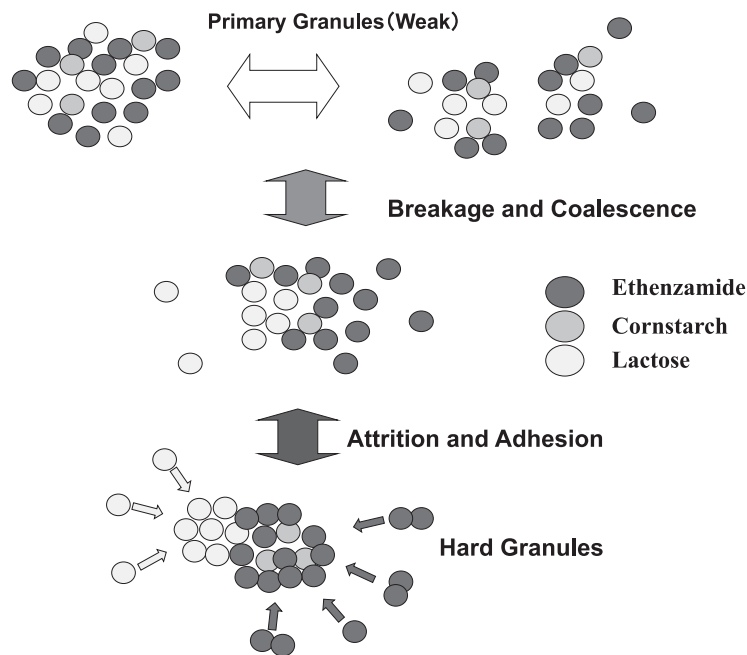 Primary Granules(Weak)
Breakage and Coalescence
Ethenzamide
Cornstarch
Lactose
Attrition and Adhesion
Hard Granules